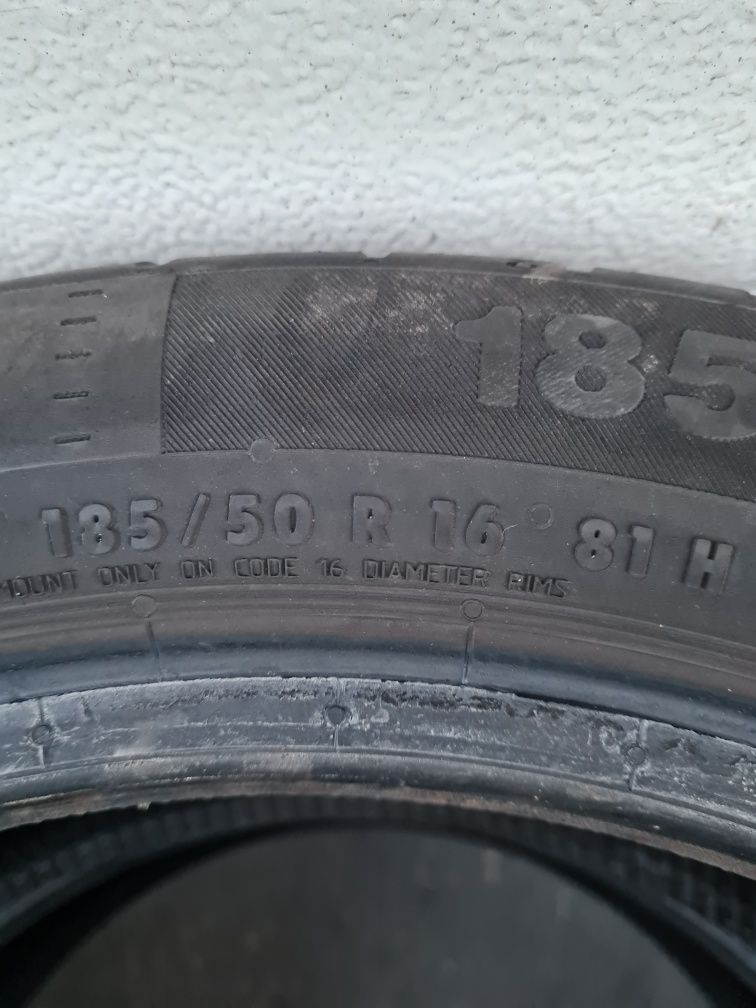 185
185/50 R 16 81 H
MOUNT ONLY ON CODE 16 DIAMETER RIMS